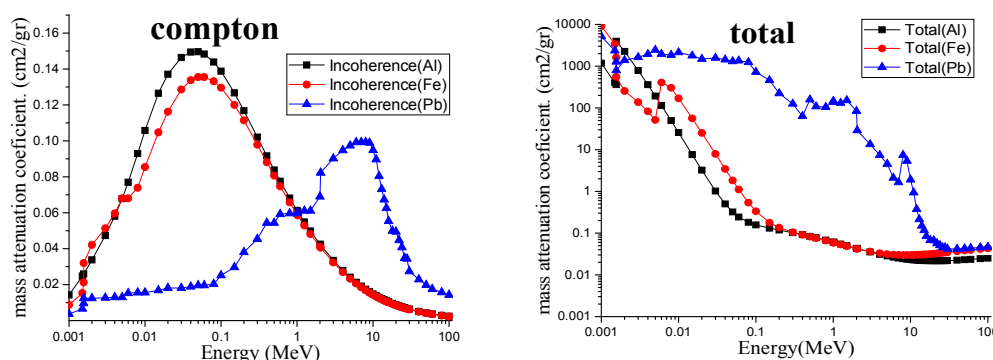 compton
mass attenuation coeficient. (cm2/gr)
0.16
0.14
0.12
0.10
0.08
0.06
0.04
0.02
Incoherence(Al)
Incoherence(Fe)
Incoherence(Pb)
0.001
0.01
0.1
1
10
100
Energy (MeV)
total
mass attenuation coeficient. (cm2/gr)
10000
1000
100
10
1
0.1
0.01
0.001
Total(Al)
Total(Fe)
Total(Pb)
0.001
0.01
0.1
1
10
100
Energy(MeV)